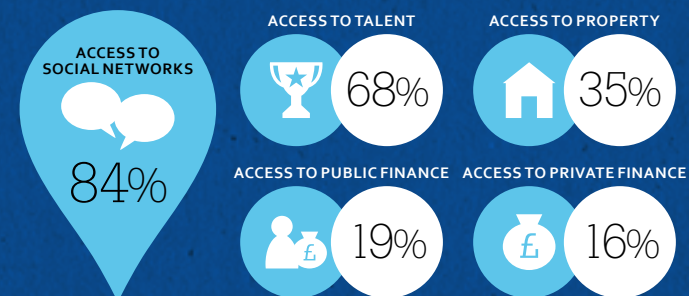 ACCESS TO
SOCIAL NETWORKS
84%
ACCESS TO TALENT
68%
ACCESS TO PROPERTY
35%
ACCESS TO PUBLIC FINANCE
£
19%
ACCESS TO PRIVATE FINANCE
£
16%